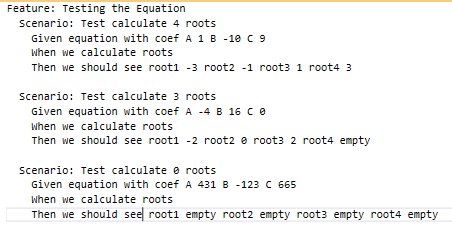 Feature: Testing the Equation
Scenario: Test calculate 4 roots
Given equation with coef A 1 B -10 C 9
When we calculate roots
Then we should see root1 -3 root2 -1 root3 1 root4 3
Scenario: Test calculate 3 roots
Given equation with coef A -4 B 16 C 0
When we calculate roots
Then we should see root1 -2 root2 0 root3 2 root4 empty
Scenario: Test calculate 0 roots
Given equation with coef A 431 B -123 C 665
When we calculate roots
Then we should see root1 empty root2 empty root3 empty root4 empty